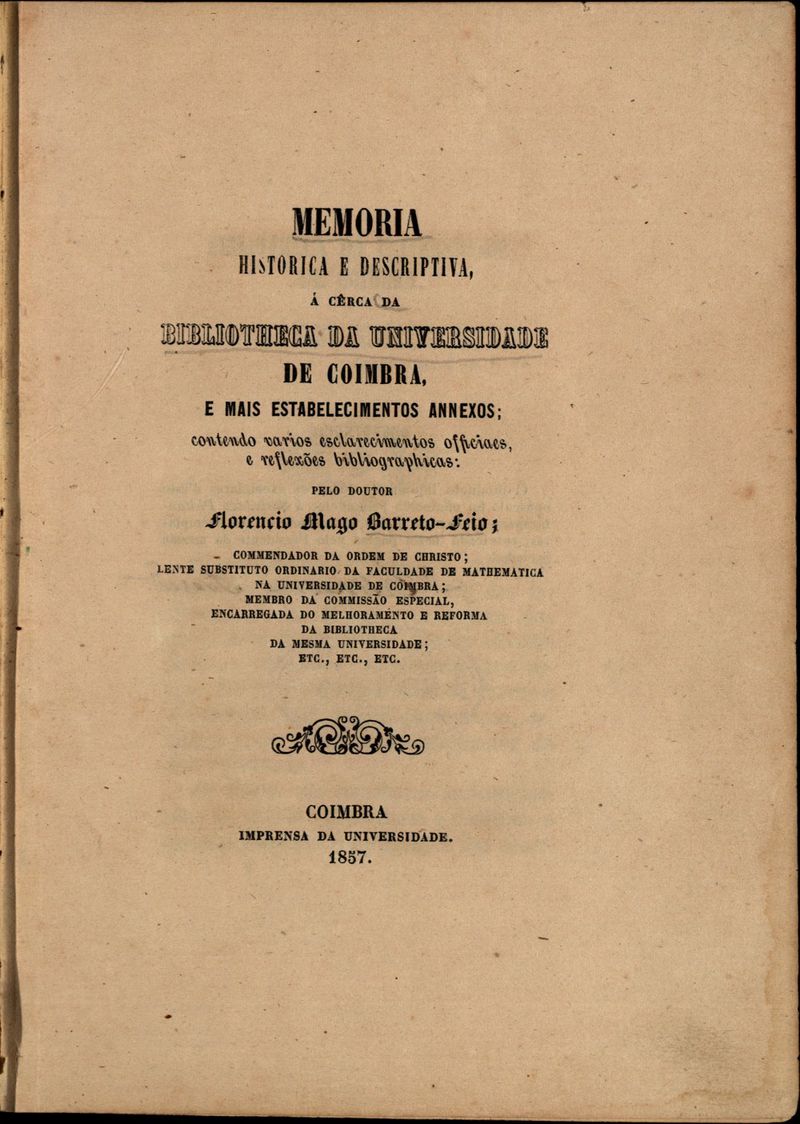 MEMORIA
HISTORICA E DESCRIPTIVA,
Á CÊRCA DA
BIBLIOTHECA DA UNIVERSIDADE
DE COIMBRA,
E MAIS ESTABELECIMENTOS ANNEXOS;
contendo varios esclarecimentos officiaes,
e reflexões bibliographicas:
PELO DOUTOR
Florencio Mago Barreto-Feio;
COMMENDADOR DA ORDEM DE CHRISTO;
LENTE SUBSTITUTO ORDINARIO DA FACULDADE DE MATHEMATICA
NA UNIVERSIDADE DE COIMBRA;
MEMBRO DA COMMISSÃO ESPECIAL,
ENCARREGADA DO MELHORAMENTO E REFORMA
DA BIBLIOTHECA
DA MESMA UNIVERSIDADE;
ETC., ETC., ETC.
COIMBRA
IMPRENSA DA UNIVERSIDADE.
1857.